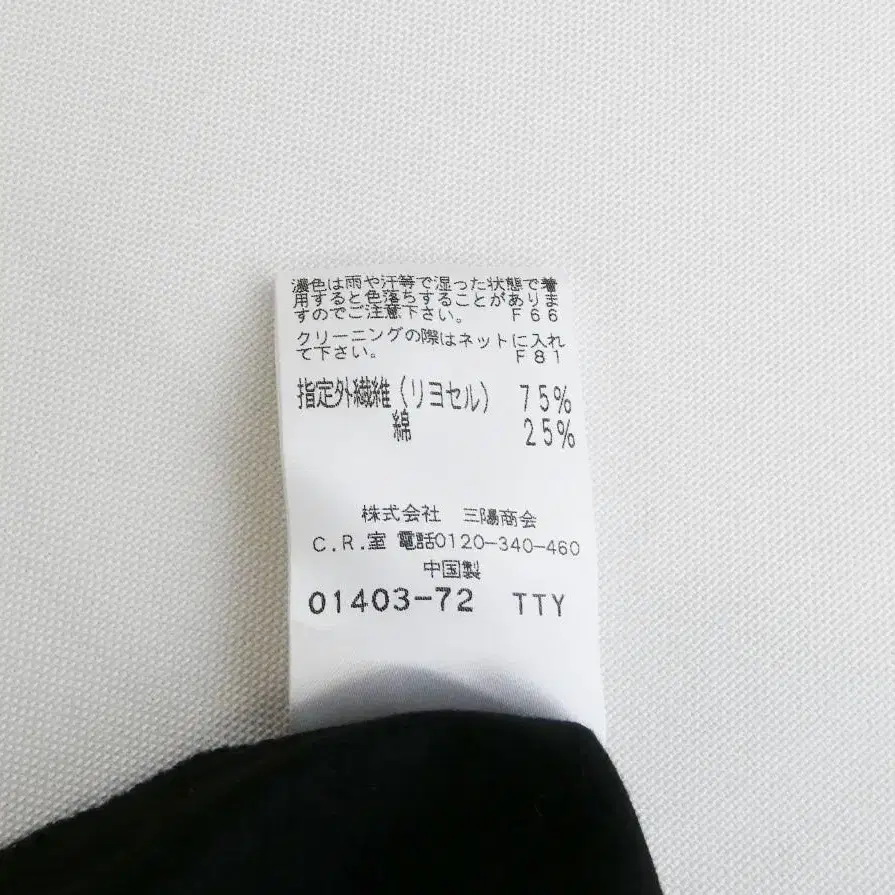 濃色は雨や汗等で湿った状態で着
用すると色落ちすることがありま
すのでご注意下さい。 F66
クリーニングの際はネットに入れ
て下さい。 F81
指定外繊維(リヨセル) 75%
綿 25%
株式会社 三陽商会
C.R.室 電話0120-340-460
中国製
01403-72 TTY